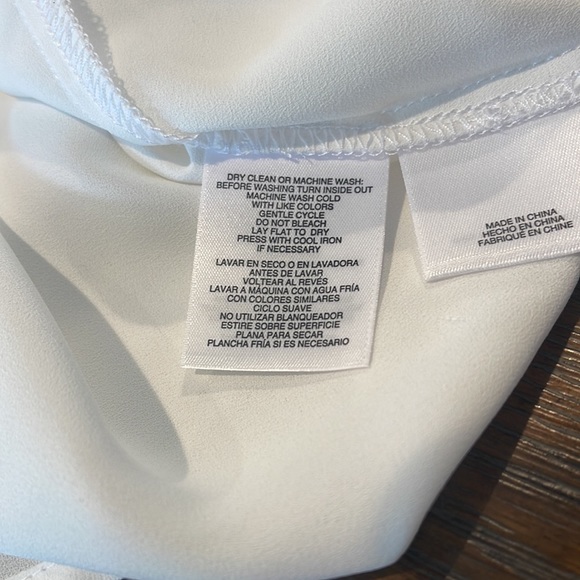 DRY CLEAN OR MACHINE WASH:
BEFORE WASHING TURN INSIDE OUT
MACHINE WASH COLD
WITH LIKE COLORS
GENTLE CYCLE
DO NOT BLEACH
LAY FLAT TO DRY
PRESS WITH COOL IRON
IF NECESSARY
LAVAR EN SECO O EN LAVADORA
ANTES DE LAVAR
VOLTEAR AL REVÉS
LAVAR A MÁQUINA CON AGUA FRÍA
CON COLORES SIMILARES
CICLO SUAVE
NO UTILIZAR BLANQUEADOR
ESTIRE SOBRE SUPERFICIE
PLANA PARA SECAR
PLANCHA FRÍA SI ES NECESARIO
MADE IN CHINA
HECHO EN CHINA
FABRIQUÉ EN CHINE